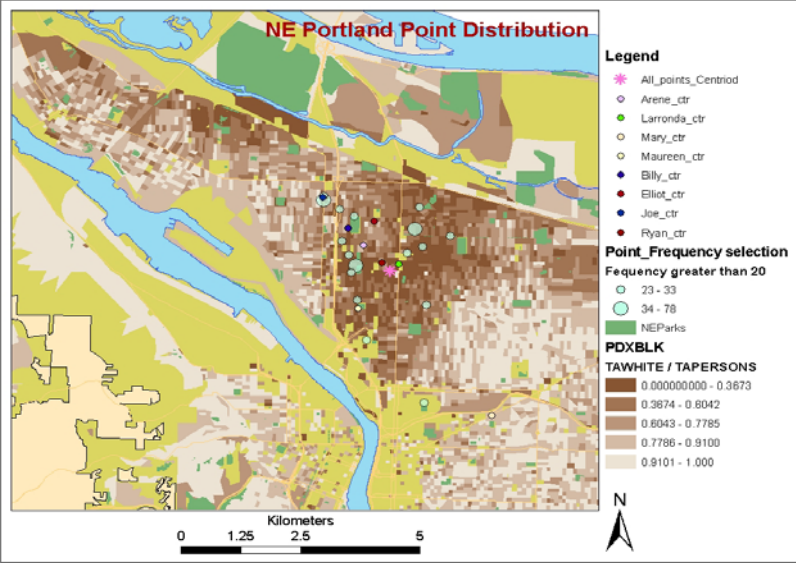 NE Portland Point Distribution
Legend
All_points_Centriod
Arene_ctr
Larronda_ctr
Mary_ctr
Maureen_ctr
Billy_ctr
Elliot_ctr
Joe_ctr
Ryan_ctr
Point_Frequency selection
Fequency greater than 20
23 - 33
34 - 78
NEParks
PDXBLK
TAWHITE / TAPERSONS
0.000000000 - 0.3673
0.3674 - 0.6042
0.6043 - 0.7785
0.7786 - 0.9100
0.9101 - 1.000
N
Kilometers
0 1.25 2.5 5